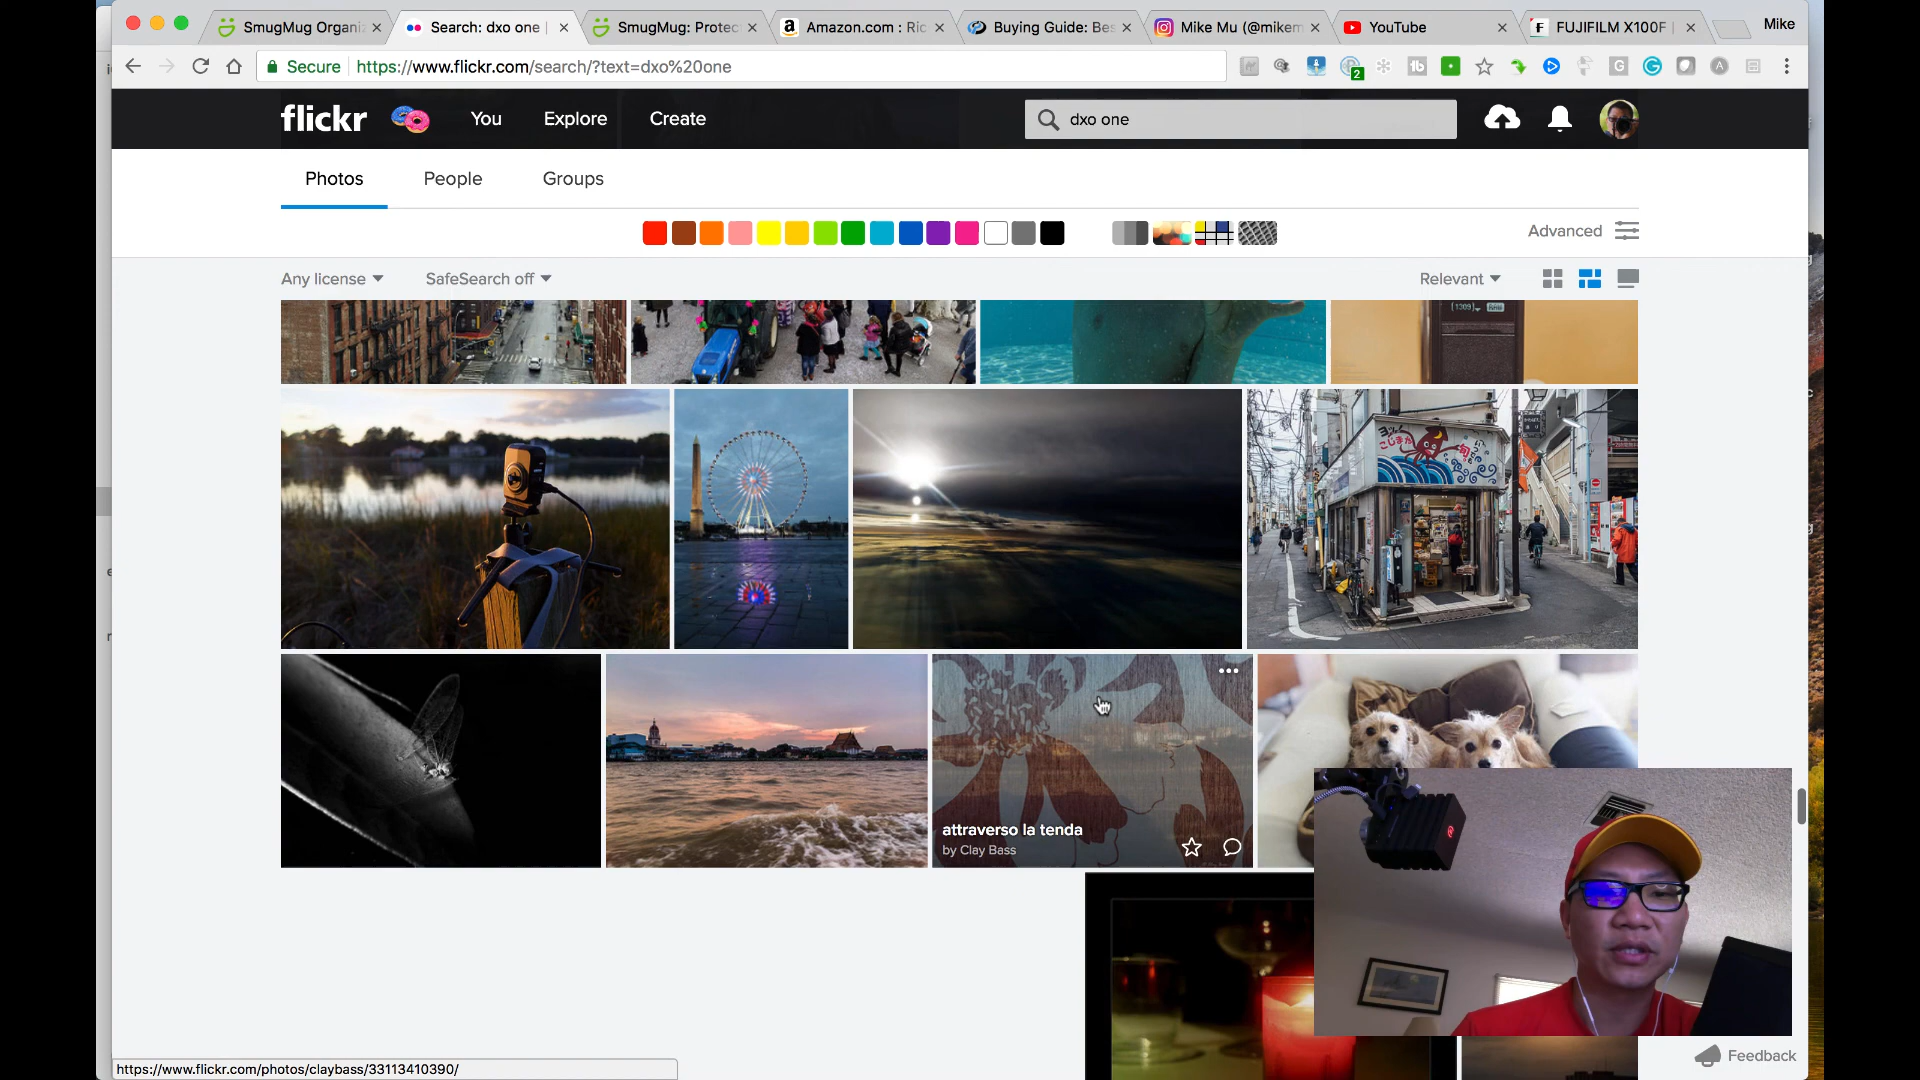 SmugMug Organi
Search: dxo one |
SmugMug: Protec
Amazon.com : Ric
Buying Guide: Bes
Mike Mu (@mikem
YouTube
FUJIFILM X100F |
Mike
Secure
https://www.flickr.com/search/?text=dxo%20one
2
flickr
You
Explore
Create
dxo one
Photos
People
Groups
Advanced
Any license
SafeSearch off
Relevant
attraverso la tenda
by Clay Bass
https://www.flickr.com/photos/claybass/33113410390/
Feedback